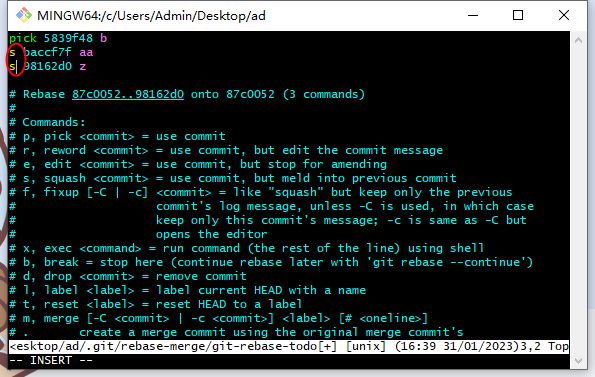 MINGW64:/c/Users/Admin/Desktop/ad
pick 5839f48 b
s baccf7f aa
s 98162d0 z
# Rebase 87c0052..98162d0 onto 87c0052 (3 commands)
#
# Commands:
# p, pick <commit> = use commit
# r, reword <commit> = use commit, but edit the commit message
# e, edit <commit> = use commit, but stop for amending
# s, squash <commit> = use commit, but meld into previous commit
# f, fixup [-C | -c] <commit> = like "squash" but keep only the previous
#                    commit's log message, unless -C is used, in which case
#                    keep only this commit's message; -c is same as -C but
#                    opens the editor
# x, exec <command> = run command (the rest of the line) using shell
# b, break = stop here (continue rebase later with 'git rebase --continue')
# d, drop <commit> = remove commit
# l, label <label> = label current HEAD with a name
# t, reset <label> = reset HEAD to a label
# m, merge [-C <commit> | -c <commit>] <label> [# <oneline>]
# .       create a merge commit using the original merge commit's
<esktop/ad/.git/rebase-merge/git-rebase-todo[+] [unix] (16:39 31/01/2023)3,2 Top
-- INSERT --